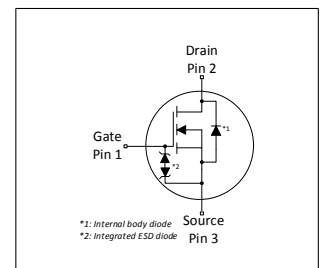 Drain
Pin 2
*1
Gate
Pin 1
*2
Source
Pin 3
*1: Internal body diode
*2: Integrated ESD diode